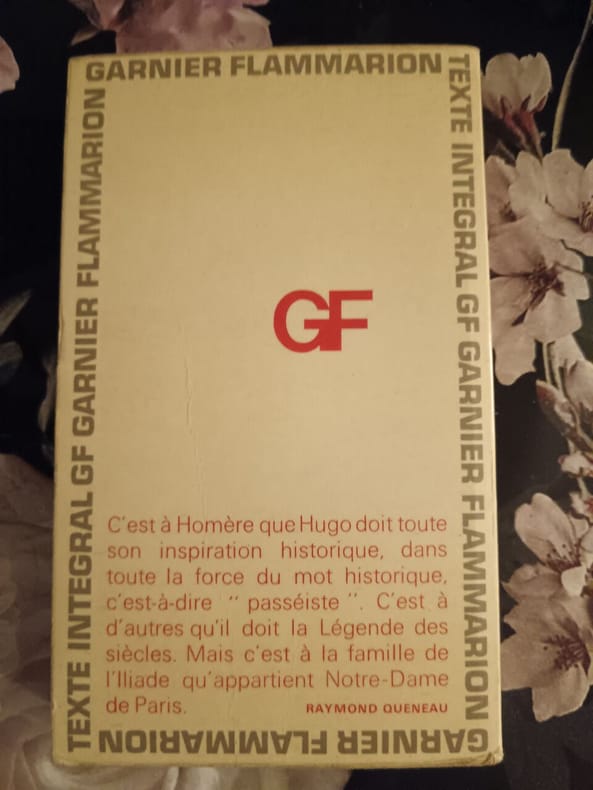 GARNIER FLAMMARION
TEXTE INTEGRAL GF GARNIER FLAMMARION
GF
C'est à Homère que Hugo doit toute
son inspiration historique, dans
toute la force du mot historique,
c'est-à-dire " passéiste ". C'est à
d'autres qu'il doit la Légende des
siècles. Mais c'est à la famille de
l'Iliade qu'appartient Notre-Dame
de Paris.
RAYMOND QUENEAU
GARNIER FLAMMARION
TEXTE INTEGRAL GF GARNIER FLAMMARION